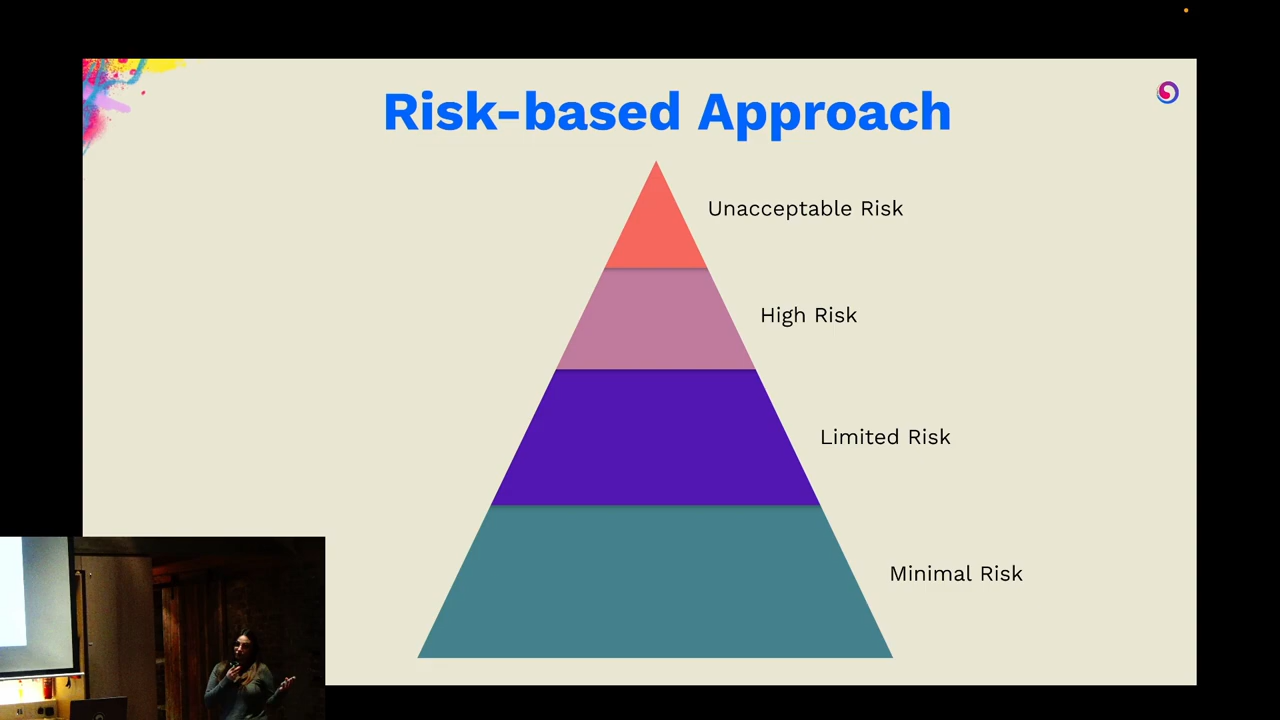 Risk-based Approach
Unacceptable Risk
High Risk
Limited Risk
Minimal Risk